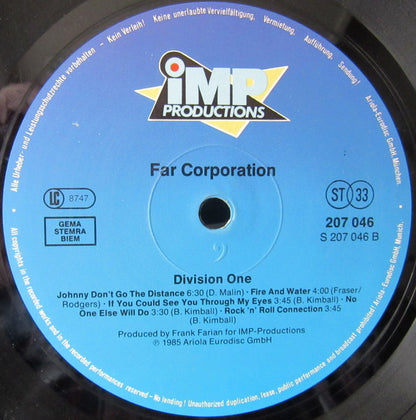 Alle Urheber- und Leistungsschutzrechte vorbehalten - Kein Verleih! Keine unerlaubte Vervielfältigung, Vermietung, Aufführung, Sendung! Ariola-Eurodisc GmbH München.
iMP
PRODUCTIONS
Far Corporation
LC 8747
ST 33
GEMA
STEMRA
BIEM
207 046
S 207 046 B
Division One
Johnny Don't Go The Distance 6:30 (D. Malin) · Fire And Water 4:00 (Fraser/
Rodgers) · If You Could See You Through My Eyes 3:45 (B. Kimball) · No
One Else Will Do 3:45 (B. Kimball) · Rock 'n' Roll Connection 3:45
(B. Kimball)
Produced by Frank Farian for IMP-Productions
℗ 1985 Ariola Eurodisc GmbH
All rights of the producer and of the owner of the recorded works and in the recorded performances reserved - No lending! Unauthorized duplication, lease, public performance and broadcast prohibited Ariola-Eurodisc GmbH.